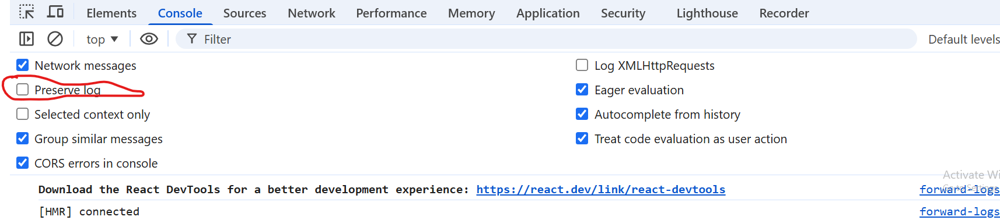 Elements Console Sources Network Performance Memory Application Security Lighthouse Recorder
top Filter Default levels
Network messages
Preserve log
Selected context only
Group similar messages
CORS errors in console
Log XMLHttpRequests
Eager evaluation
Autocomplete from history
Treat code evaluation as user action
Activate Wi
Go to Settings
Download the React DevTools for a better development experience: https://react.dev/link/react-devtools forward-logs
[HMR] connected forward-logs